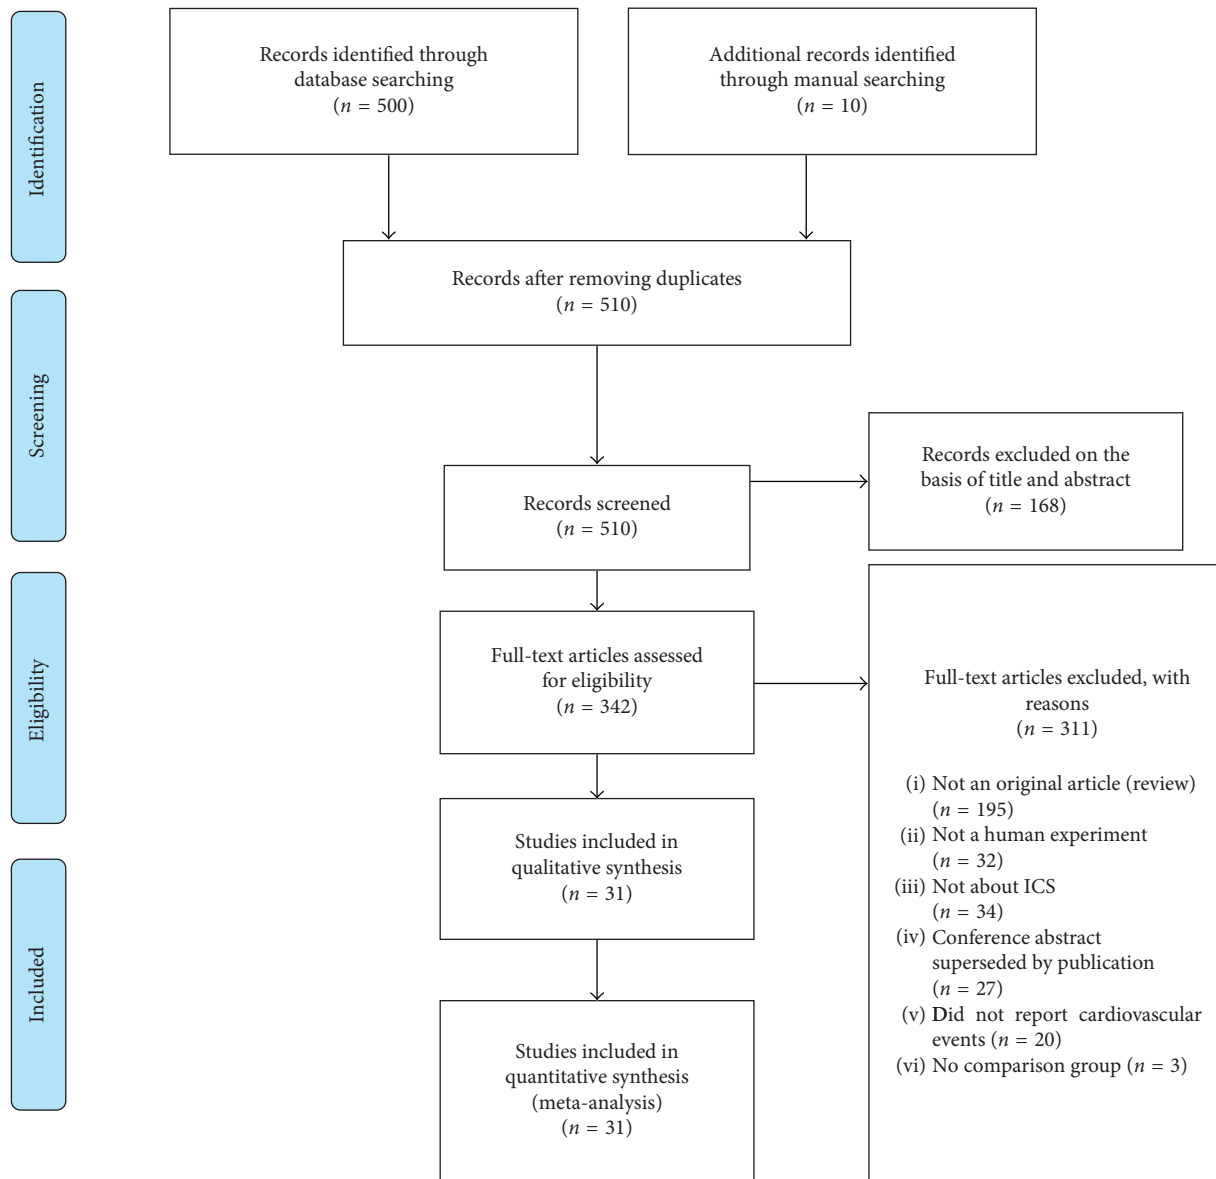 Identification
Records identified through
database searching
(n = 500)
Additional records identified
through manual searching
(n = 10)
Records after removing duplicates
(n = 510)
Screening
Records screened
(n = 510)
Records excluded on the
basis of title and abstract
(n = 168)
Eligibility
Full-text articles assessed
for eligibility
(n = 342)
Full-text articles excluded, with
reasons
(n = 311)
(i) Not an original article (review)
(n = 195)
(ii) Not a human experiment
(n = 32)
(iii) Not about ICS
(n = 34)
(iv) Conference abstract
superseded by publication
(n = 27)
(v) Did not report cardiovascular
events (n = 20)
(vi) No comparison group (n = 3)
Included
Studies included in
qualitative synthesis
(n = 31)
Studies included in
quantitative synthesis
(meta-analysis)
(n = 31)